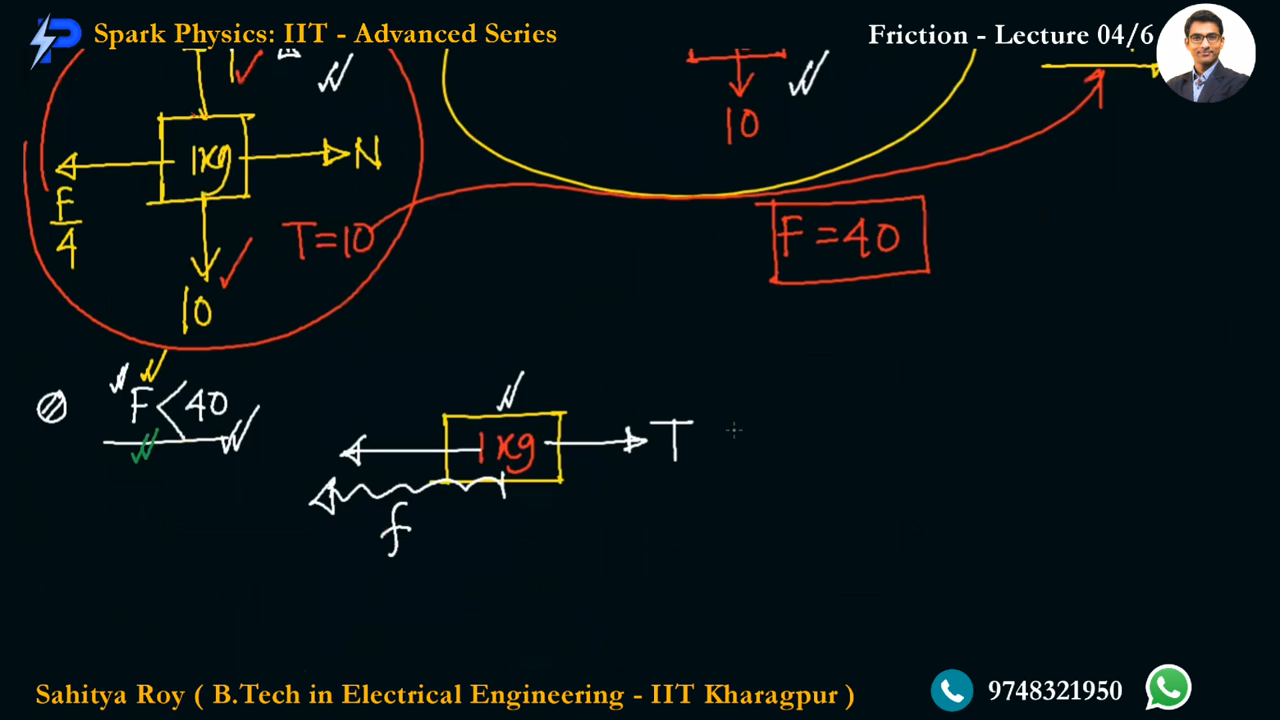 Spark Physics: IIT - Advanced Series
Friction - Lecture 04/6
1kg
N
F/4
10
T=10
10
F=40
F<40
1kg
T
f
Sahitya Roy ( B.Tech in Electrical Engineering - IIT Kharagpur )
9748321950